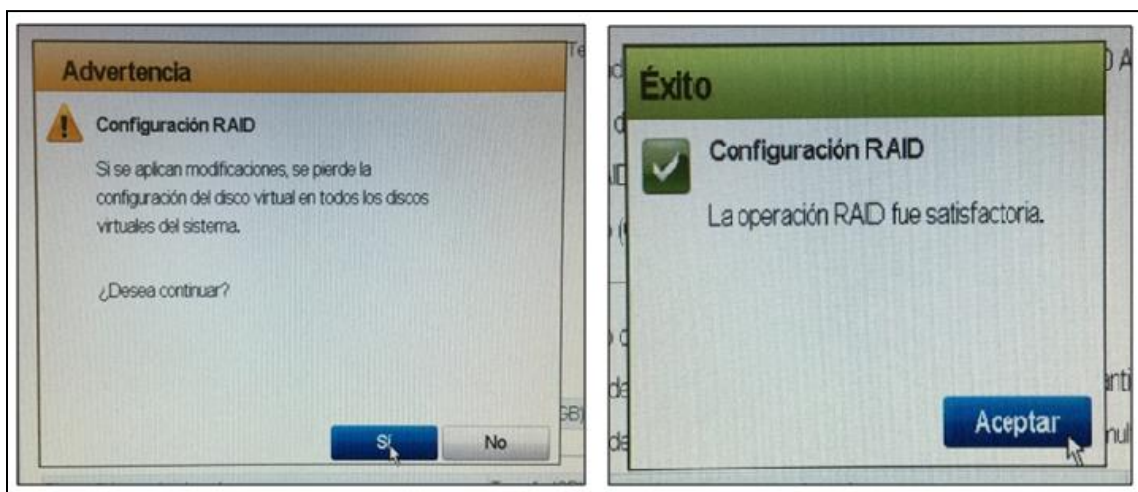 Advertencia
Configuración RAID
Si se aplican modificaciones, se pierde la
configuración del disco virtual en todos los discos
virtuales del sistema.
¿Desea continuar?
Sí
No
Éxito
Configuración RAID
La operación RAID fue satisfactoria.
Aceptar